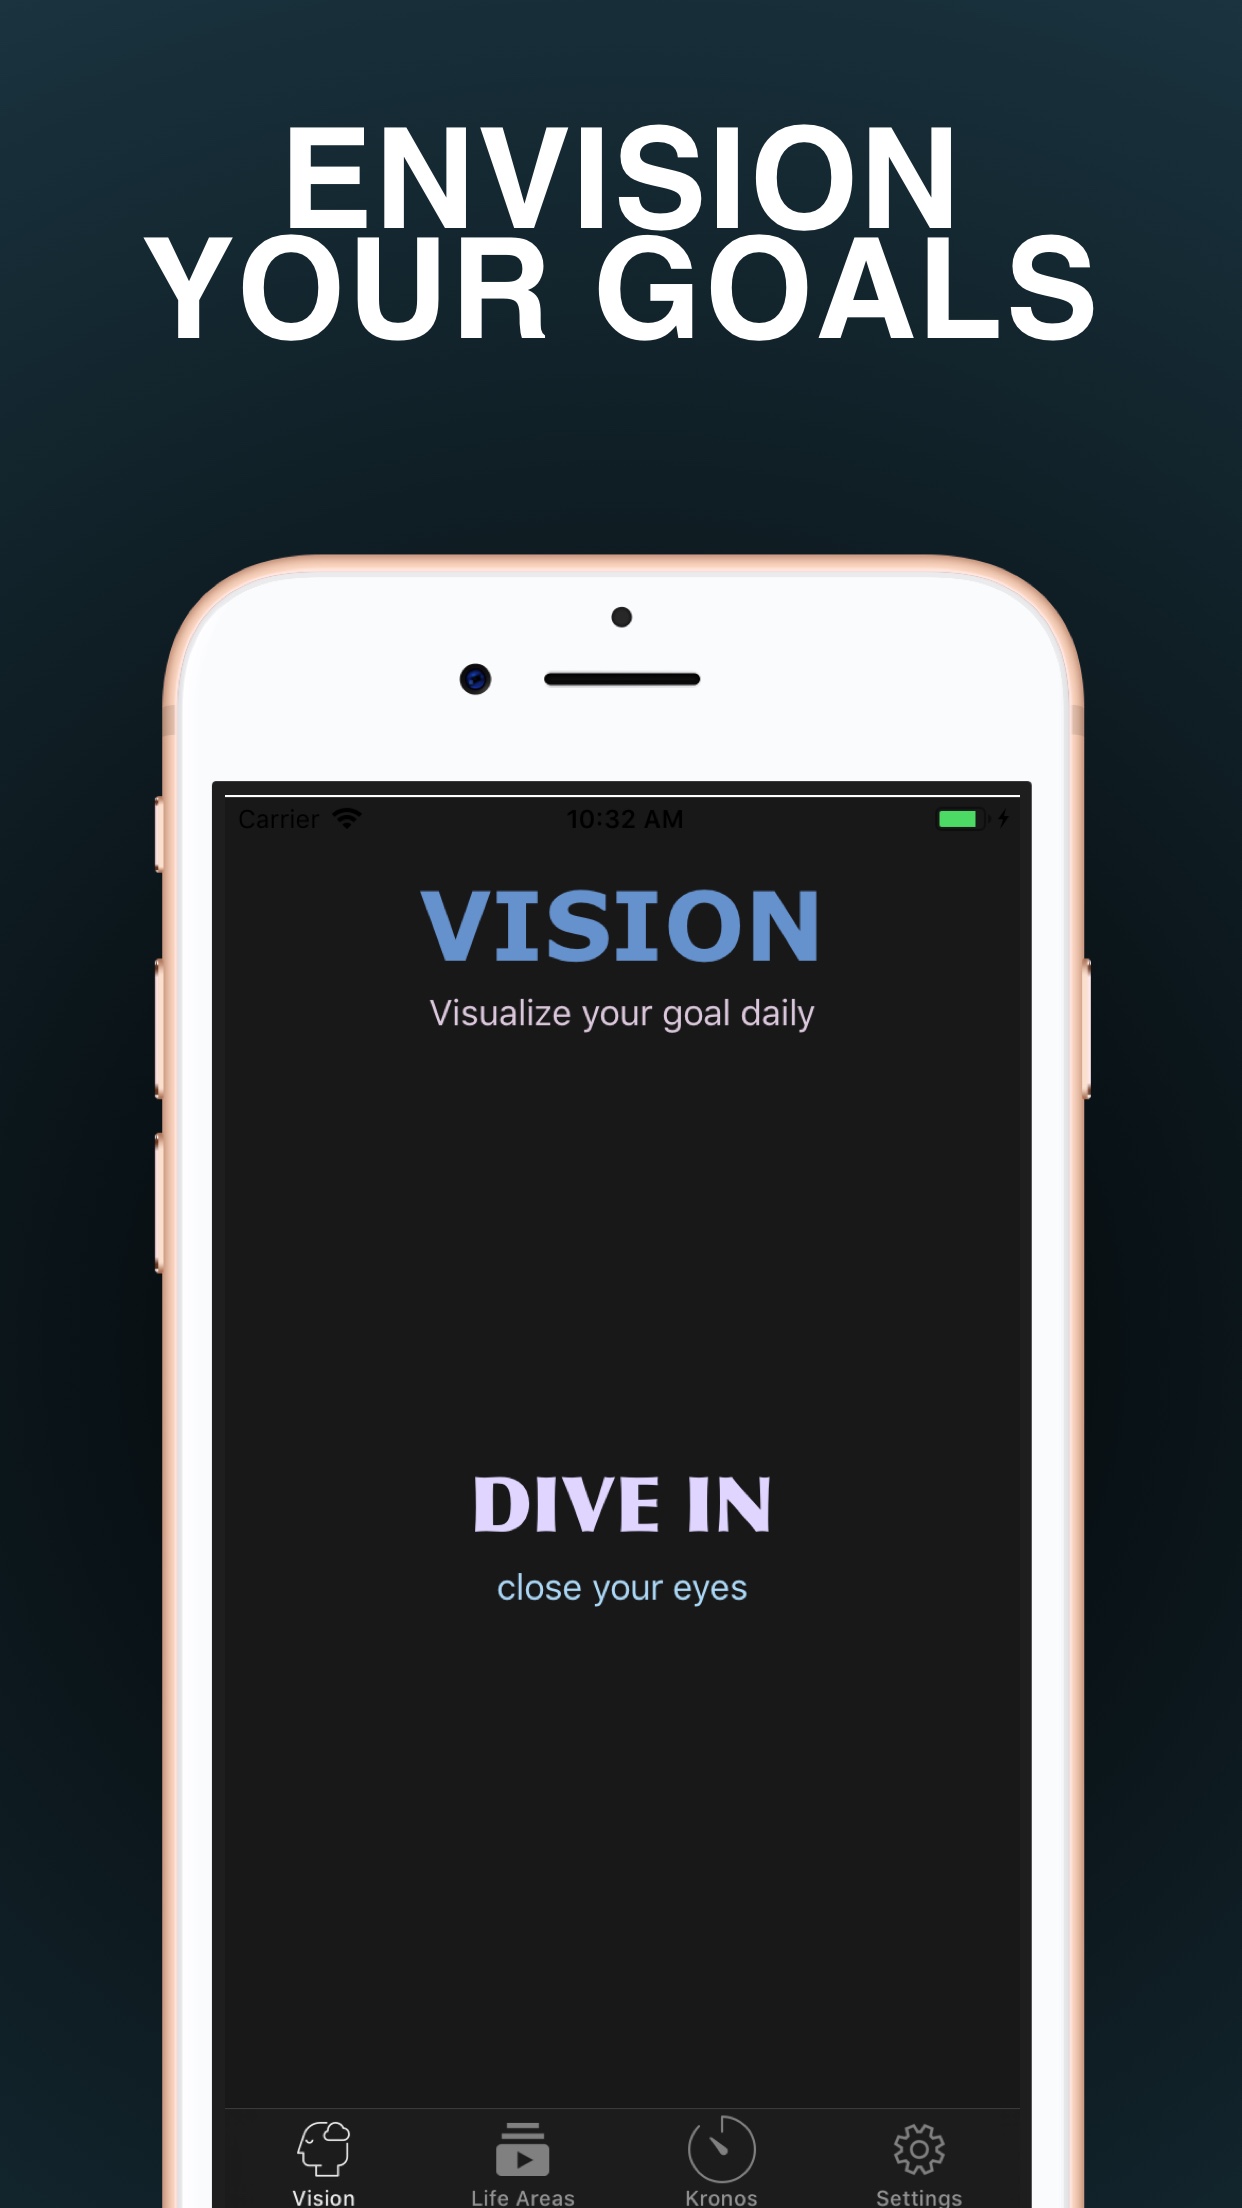 ENVISION
YOUR GOALS
Carrier 10:32 AM
VISION
Visualize your goal daily
DIVE IN
close your eyes
Vision Life Areas Kronos Settings